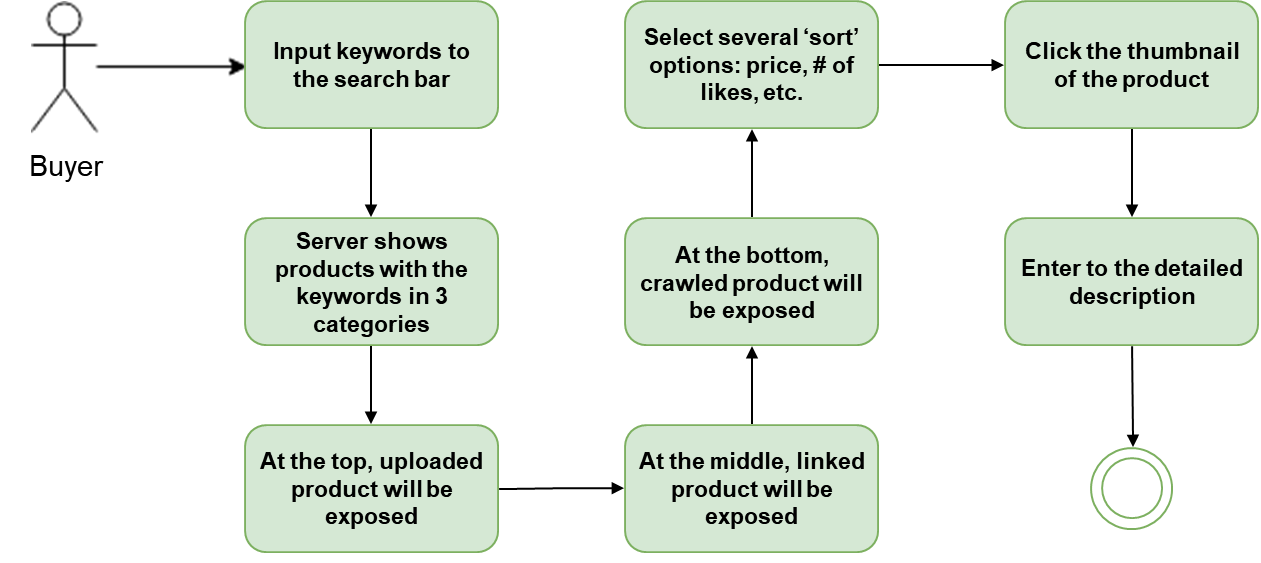 Buyer
Input keywords to
the search bar
Server shows
products with the
keywords in 3
categories
At the top, uploaded
product will be
exposed
At the middle, linked
product will be
exposed
At the bottom,
crawled product will
be exposed
Select several ‘sort’
options: price, # of
likes, etc.
Click the thumbnail
of the product
Enter to the detailed
description